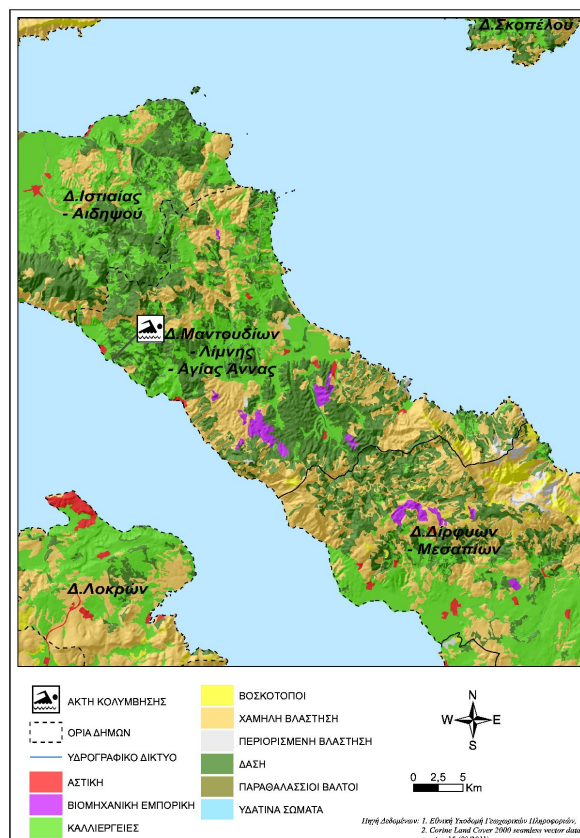 Δ.Σκοπέλου
Δ.Ιστιαίας
- Αιδηψού
Δ.Μαντουδίων
- Λίμνης
- Αγίας Άννας
Δ.Δίρφυων
- Μεσαπίων
Δ.Λοκρών
ΑΚΤΗ ΚΟΛΥΜΒΗΣΗΣ
ΟΡΙΑ ΔΗΜΩΝ
ΥΔΡΟΓΡΑΦΙΚΟ ΔΙΚΤΥΟ
ΑΣΤΙΚΗ
ΒΙΟΜΗΧΑΝΙΚΗ ΕΜΠΟΡΙΚΗ
ΚΑΛΛΙΕΡΓΕΙΕΣ
ΒΟΣΚΟΤΟΠΟΙ
ΧΑΜΗΛΗ ΒΛΑΣΤΗΣΗ
ΠΕΡΙΟΡΙΣΜΕΝΗ ΒΛΑΣΤΗΣΗ
ΔΑΣΗ
ΠΑΡΑΘΑΛΑΣΣΙΟΙ ΒΑΛΤΟΙ
ΥΔΑΤΙΝΑ ΣΩΜΑΤΑ
N
W E
S
0 2,5 5
Km
Πηγή Δεδομένων: 1. Εθνική Υποδομή Γεωχωρικών Πληροφοριών,
2. Corine Land Cover 2000 seamless vector data